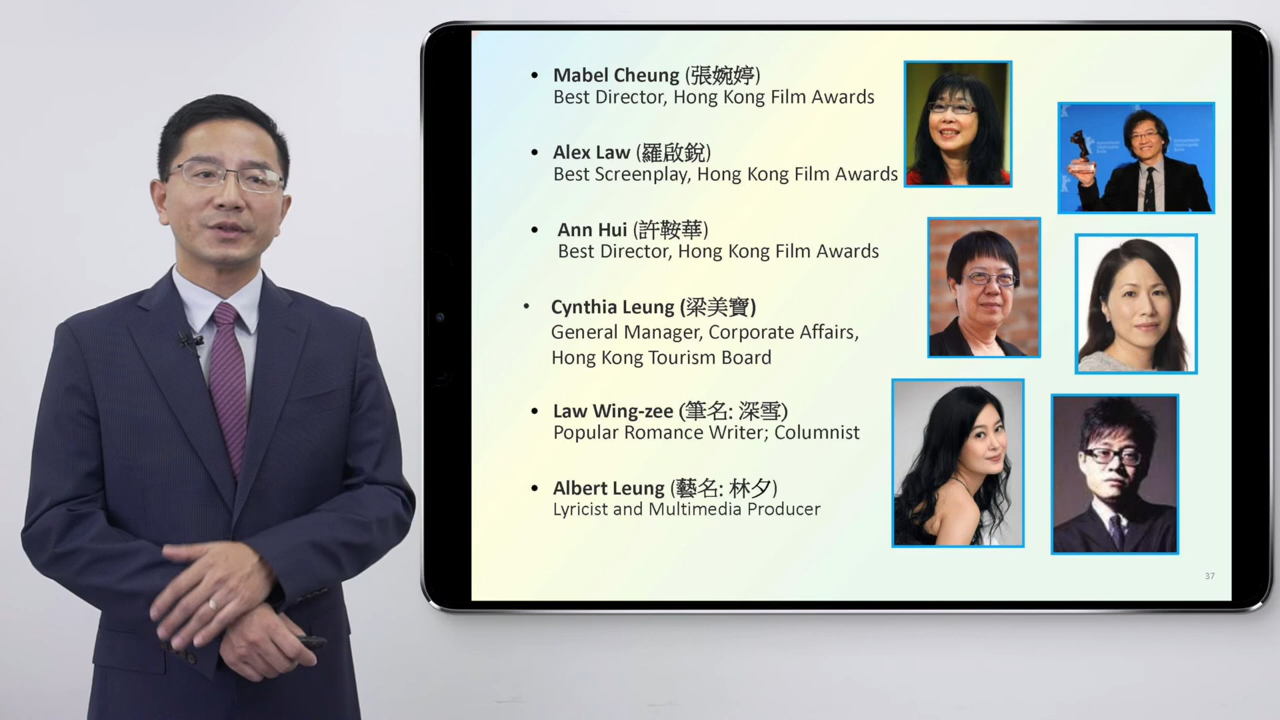 • Mabel Cheung (張婉婷)
Best Director, Hong Kong Film Awards
• Alex Law (羅啟銳)
Best Screenplay, Hong Kong Film Awards
• Ann Hui (許鞍華)
Best Director, Hong Kong Film Awards
• Cynthia Leung (梁美寶)
General Manager, Corporate Affairs,
Hong Kong Tourism Board
• Law Wing-zee (筆名: 深雪)
Popular Romance Writer; Columnist
• Albert Leung (藝名: 林夕)
Lyricist and Multimedia Producer
37